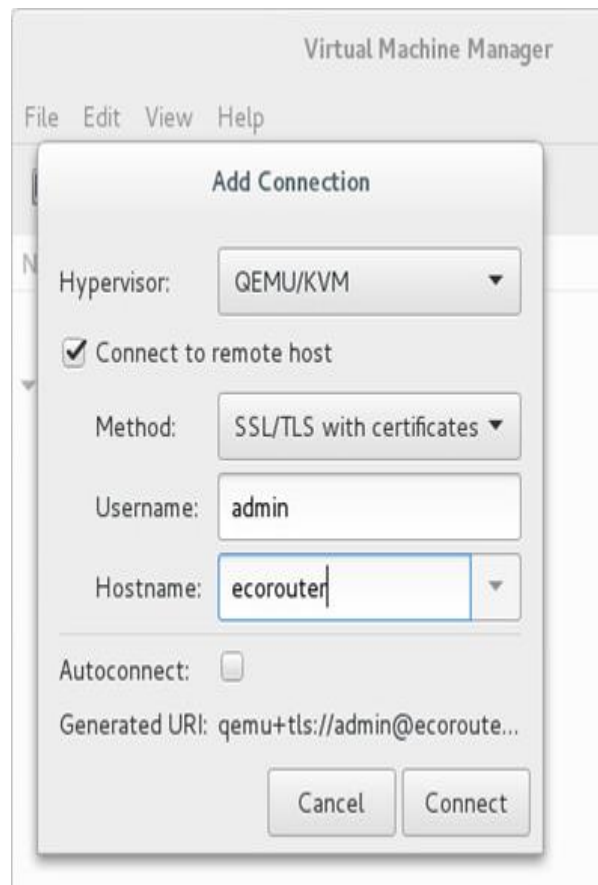 Virtual Machine Manager
File Edit View Help
Add Connection
N
Hypervisor: QEMU/KVM
Connect to remote host
Method: SSL/TLS with certificates
Username: admin
Hostname: ecorouter
Autoconnect:
Generated URI: qemu+tls://admin@ecoroute...
Cancel Connect